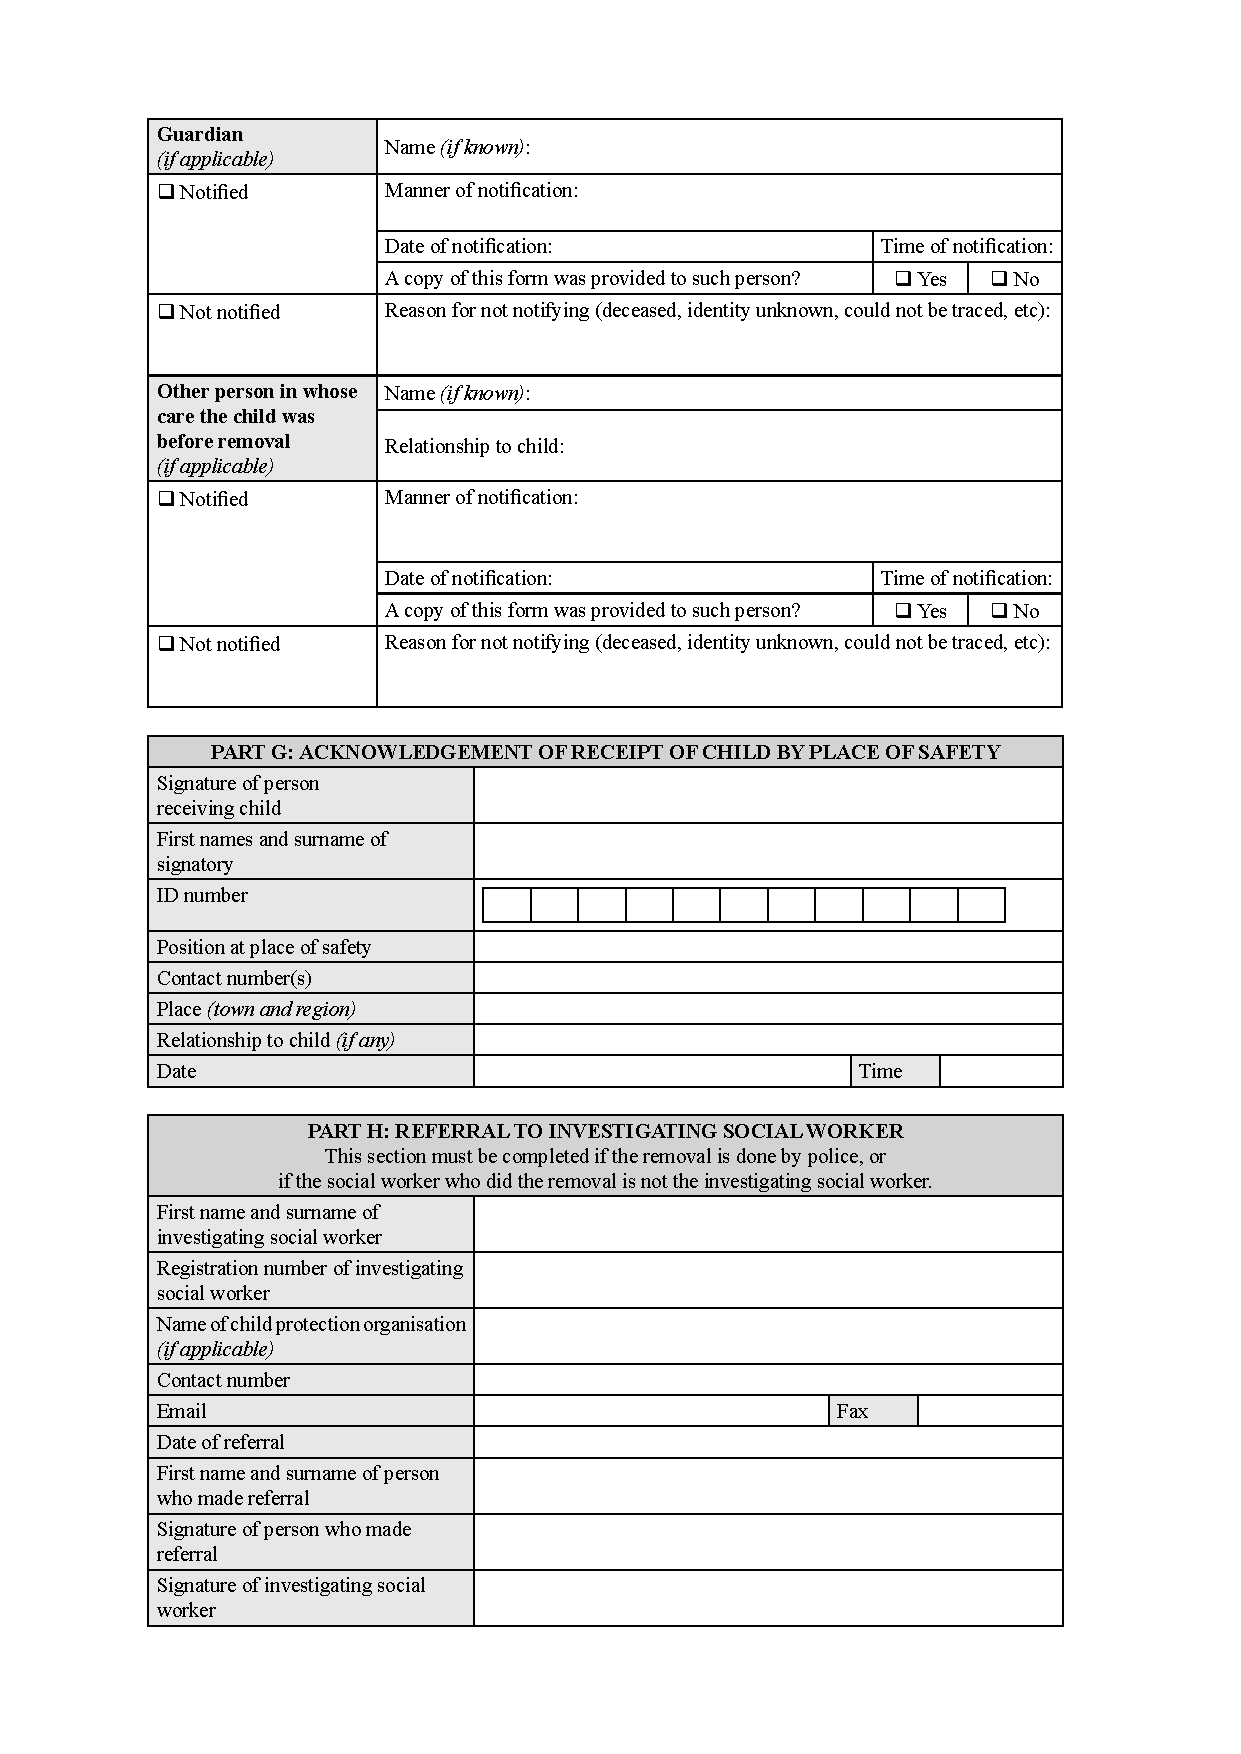 Guardian
(if applicable)
Name (if known):
❑ Notified
Manner of notification:
Date of notification:
Time of notification:
A copy of this form was provided to such person?
❑ Yes
❑ No
❑ Not notified
Reason for not notifying (deceased, identity unknown, could not be traced, etc):
Other person in whose
care the child was
before removal
(if applicable)
Name (if known):
Relationship to child:
❑ Notified
Manner of notification:
Date of notification:
Time of notification:
A copy of this form was provided to such person?
❑ Yes
❑ No
❑ Not notified
Reason for not notifying (deceased, identity unknown, could not be traced, etc):
PART G: ACKNOWLEDGEMENT OF RECEIPT OF CHILD BY PLACE OF SAFETY
Signature of person
receiving child
First names and surname of
signatory
ID number
Position at place of safety
Contact number(s)
Place (town and region)
Relationship to child (if any)
Date
Time
PART H: REFERRAL TO INVESTIGATING SOCIAL WORKER
This section must be completed if the removal is done by police, or
if the social worker who did the removal is not the investigating social worker.
First name and surname of
investigating social worker
Registration number of investigating
social worker
Name of child protection organisation
(if applicable)
Contact number
Email
Fax
Date of referral
First name and surname of person
who made referral
Signature of person who made
referral
Signature of investigating social
worker